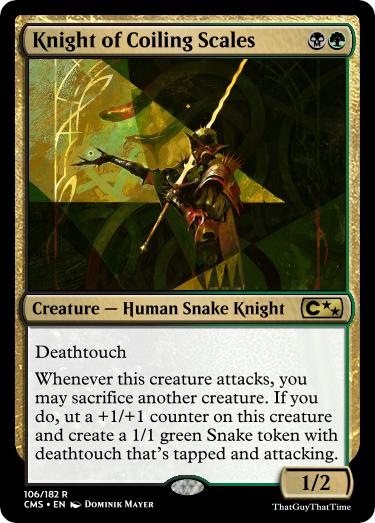 Knight of Coiling Scales
Creature — Human Snake Knight
C
Deathtouch
Whenever this creature attacks, you
may sacrifice another creature. If you
do, ut a +1/+1 counter on this creature
and create a 1/1 green Snake token with
deathtouch that's tapped and attacking.
1/2
106/182 R
CMS • EN Dominik Mayer
ThatGuyThatTime